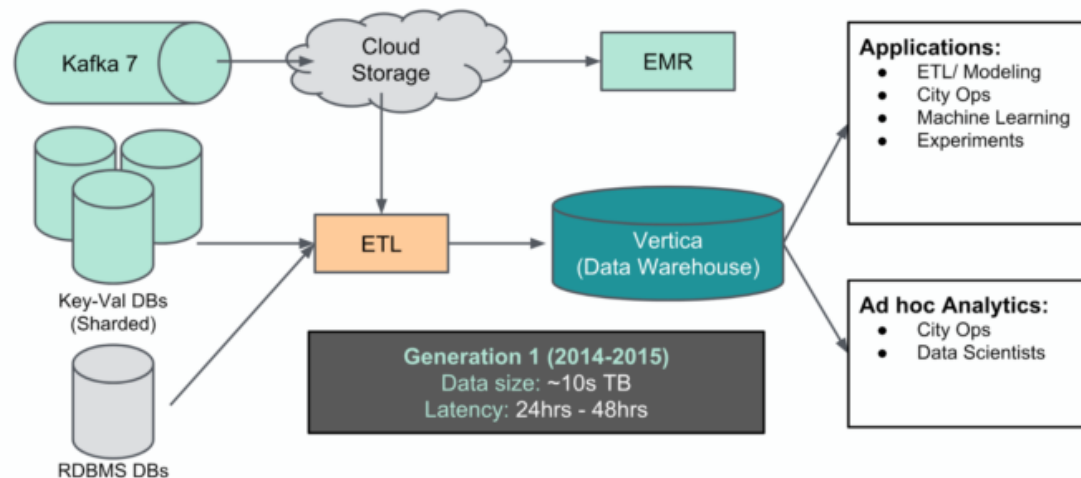 Kafka 7
Cloud
Storage
EMR
Applications:
● ETL/ Modeling
● City Ops
● Machine Learning
● Experiments
Key-Val DBs
(Sharded)
ETL
Vertica
(Data Warehouse)
Ad hoc Analytics:
● City Ops
● Data Scientists
Generation 1 (2014-2015)
Data size: ~10s TB
Latency: 24hrs - 48hrs
RDBMS DBs